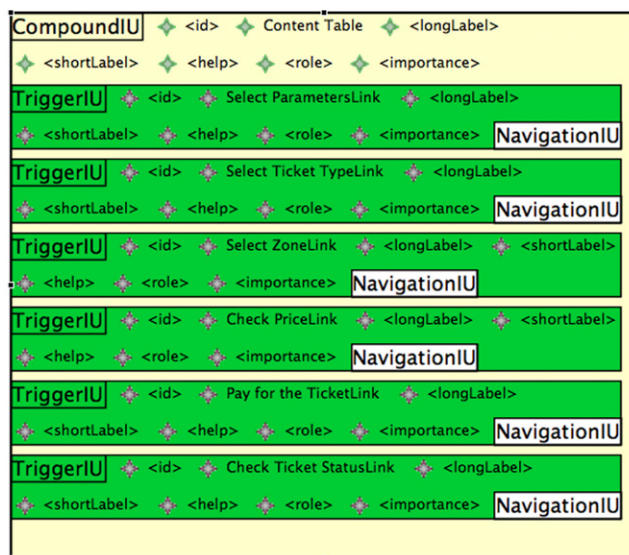 CompoundIU <id> Content Table <longLabel>
<shortLabel> <help> <role> <importance>
TriggerIU <id> Select ParametersLink <longLabel>
<shortLabel> <help> <role> <importance> NavigationIU
TriggerIU <id> Select Ticket TypeLink <longLabel>
<shortLabel> <help> <role> <importance> NavigationIU
TriggerIU <id> Select ZoneLink <longLabel> <shortLabel>
<help> <role> <importance> NavigationIU
TriggerIU <id> Check PriceLink <longLabel> <shortLabel>
<help> <role> <importance> NavigationIU
TriggerIU <id> Pay for the TicketLink <longLabel>
<shortLabel> <help> <role> <importance> NavigationIU
TriggerIU <id> Check Ticket StatusLink <longLabel>
<shortLabel> <help> <role> <importance> NavigationIU